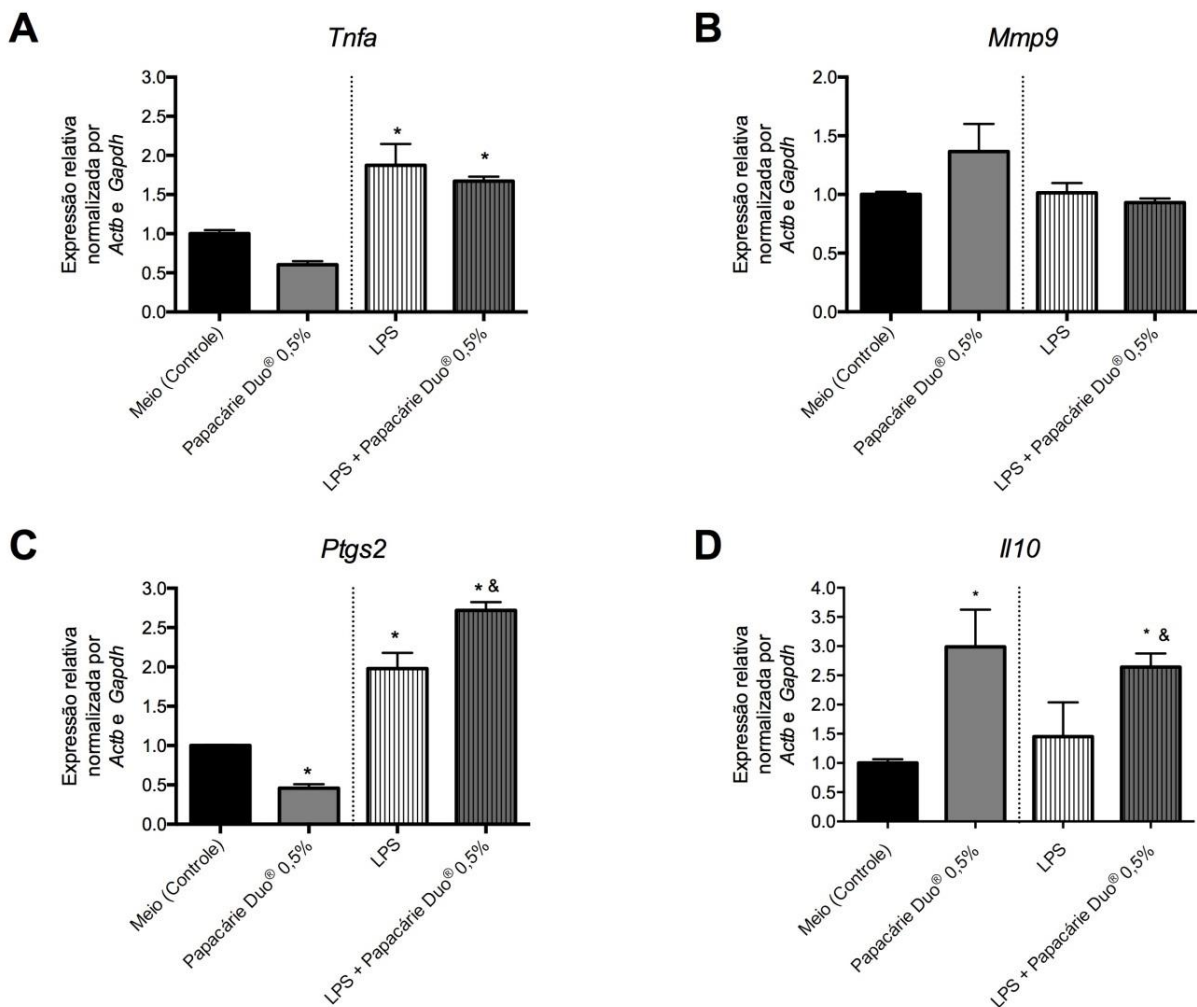 A
Tnfa
Expressão relativa
normalizada por
Actb e Gapdh
3.0
2.5
2.0
1.5
1.0
0.5
0.0
*
*
Meio (Controle)
Papacárie Duo® 0,5%
LPS
LPS + Papacárie Duo® 0,5%
B
Mmp9
Expressão relativa
normalizada por
Actb e Gapdh
2.0
1.5
1.0
0.5
0.0
Meio (Controle)
Papacárie Duo® 0,5%
LPS
LPS + Papacárie Duo® 0,5%
C
Ptgs2
Expressão relativa
normalizada por
Actb e Gapdh
3.0
2.5
2.0
1.5
1.0
0.5
0.0
*
*
* &
Meio (Controle)
Papacárie Duo® 0,5%
LPS
LPS + Papacárie Duo® 0,5%
D
Il10
Expressão relativa
normalizada por
Actb e Gapdh
4.0
3.5
3.0
2.5
2.0
1.5
1.0
0.5
0.0
*
* &
Meio (Controle)
Papacárie Duo® 0,5%
LPS
LPS + Papacárie Duo® 0,5%